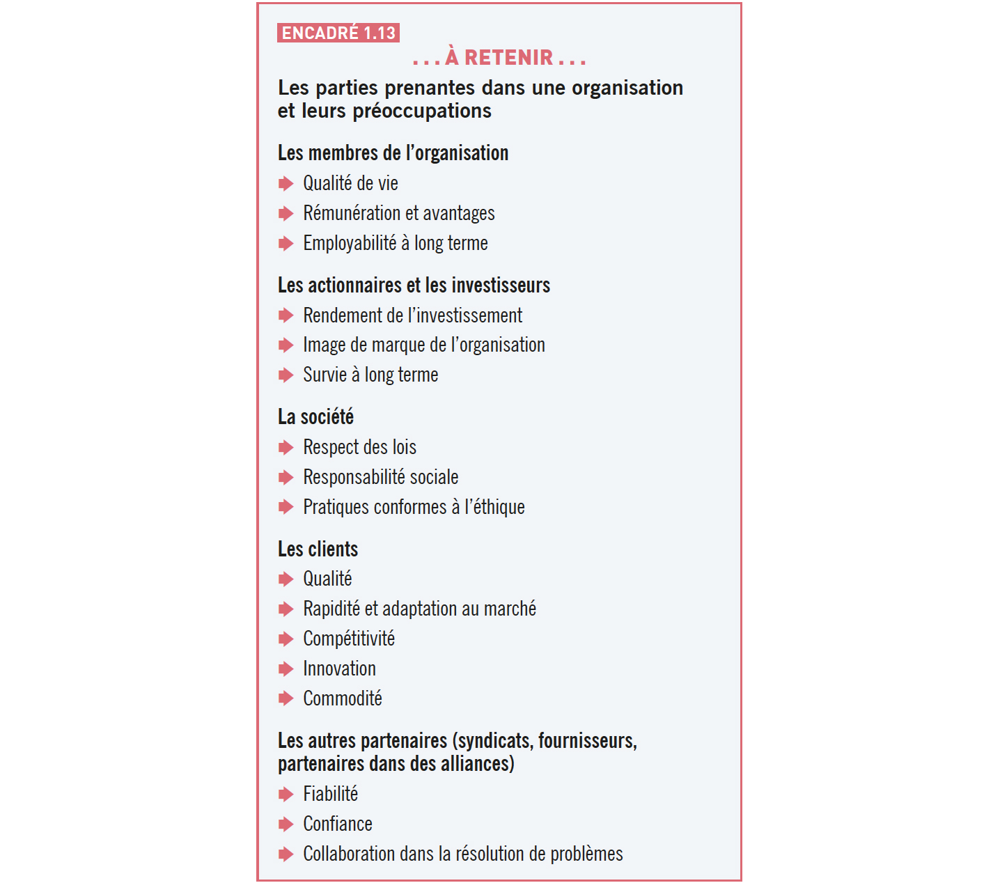 ENCADRÉ 1.13
...À RETENIR...
Les parties prenantes dans une organisation
et leurs préoccupations
Les membres de l’organisation
Qualité de vie
Rémunération et avantages
Employabilité à long terme
Les actionnaires et les investisseurs
Rendement de l’investissement
Image de marque de l’organisation
Survie à long terme
La société
Respect des lois
Responsabilité sociale
Pratiques conformes à l’éthique
Les clients
Qualité
Rapidité et adaptation au marché
Compétitivité
Innovation
Commodité
Les autres partenaires (syndicats, fournisseurs,
partenaires dans des alliances)
Fiabilité
Confiance
Collaboration dans la résolution de problèmes